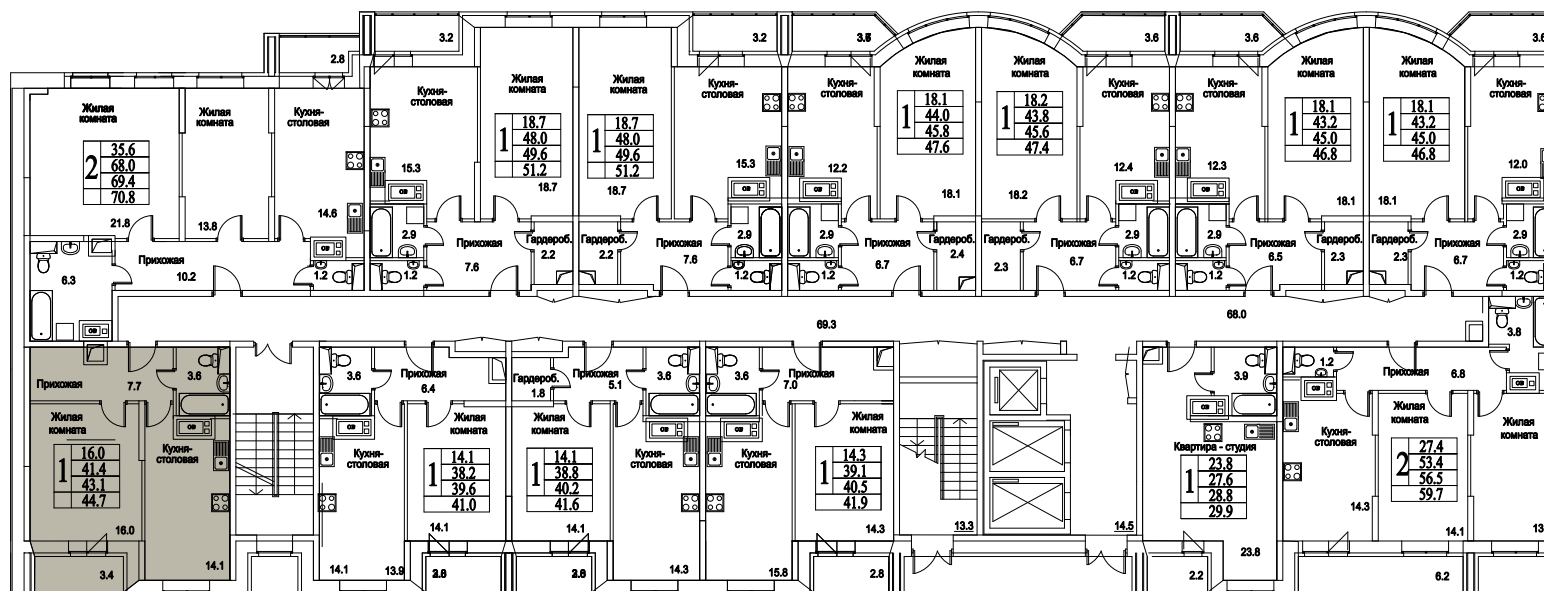 3.2
3.2
3.6
3.6
3.6
2.8
Жилая
комната
Жилая
комната
Кухня-
столовая
Кухня-
столовая
Жилая
комната
Жилая
комната
Кухня-
столовая
Кухня-
столовая
Жилая
комната
Жилая
комната
Кухня-
столовая
Кухня-
столовая
Жилая
комната
Жилая
комната
Кухня-
столовая
2
35.6
68.0
69.4
70.8
1
18.7
48.0
49.6
51.2
1
18.7
48.0
49.6
51.2
1
18.1
44.0
45.8
47.6
1
18.2
43.8
45.6
47.4
1
18.1
43.2
45.0
46.8
1
18.1
43.2
45.0
46.8
21.8
13.8
14.6
15.3
18.7
18.7
15.3
12.2
18.1
18.2
12.4
12.3
18.1
18.1
12.0
ОВ
ОВ
ОВ
ОВ
ОВ
ОВ
ОВ
6.3
Прихожая
10.2
1.2
2.9
1.2
Прихожая
7.6
Гардероб.
2.2
Гардероб.
2.2
Прихожая
7.6
2.9
1.2
2.9
1.2
Прихожая
6.7
Гардероб.
2.4
Гардероб.
2.3
Прихожая
6.7
2.9
1.2
2.9
1.2
Прихожая
6.5
Гардероб.
2.3
Гардероб.
2.3
Прихожая
6.7
2.9
1.2
ОВ
69.3
68.0
3.8
Прихожая
7.7
3.6
3.6
Прихожая
6.4
Гардероб.
1.8
Прихожая
5.1
3.6
3.6
Прихожая
7.0
3.9
1.2
Прихожая
6.8
ОВ
ОВ
ОВ
ОВ
ОВ
ОВ
ОВ
ОВ
Жилая
комната
Кухня-
столовая
1
16.0
41.4
43.1
44.7
16.0
14.1
3.4
Кухня-
столовая
Жилая
комната
1
14.1
38.2
39.6
41.0
14.1
14.1
13.9
Жилая
комната
Кухня-
столовая
1
14.1
38.8
40.2
41.6
14.1
14.3
Кухня-
столовая
Жилая
комната
1
14.3
39.1
40.5
41.9
14.3
15.8
2.8
13.3
14.5
Квартира - студия
1
23.8
27.6
28.8
29.9
23.8
2.2
Кухня-
столовая
Жилая
комната
Жилая
комната
2
27.4
53.4
56.5
59.7
14.3
14.1
6.2